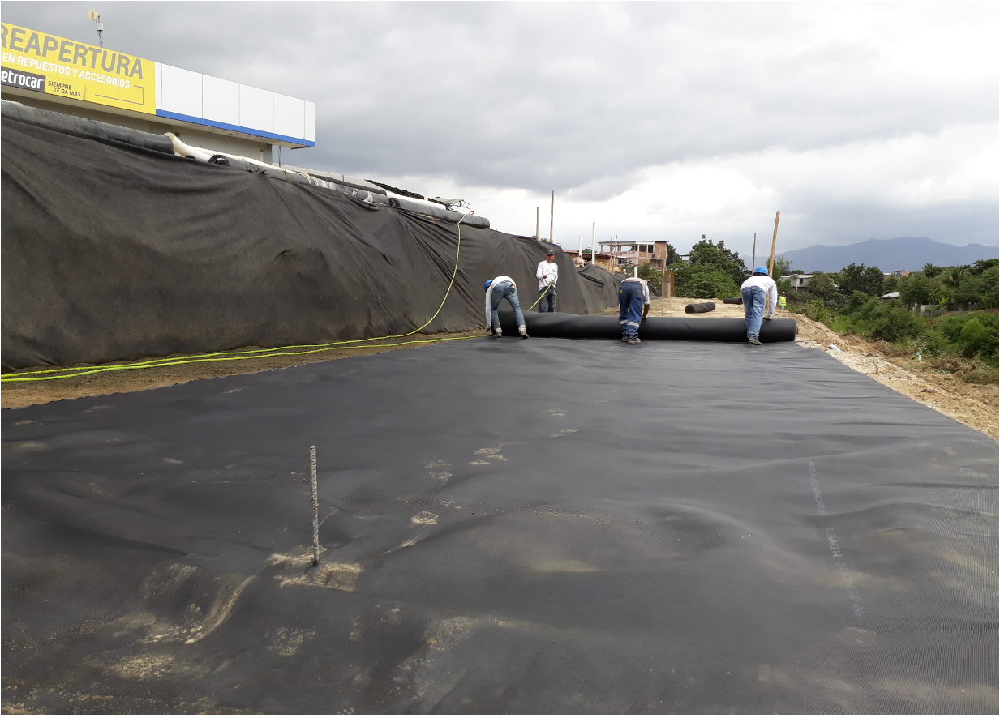 REAPERTURA
EN REPUESTOS Y ACCESORIOS
etrocar SIEMPRE
TE DA MÁS